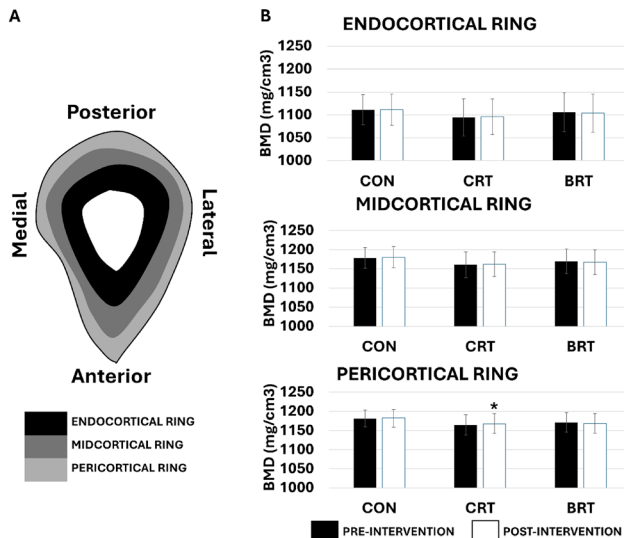 A
Posterior
Medial
Lateral
Anterior
ENDOCORTICAL RING
MIDCORTICAL RING
PERICORTICAL RING
B
ENDOCORTICAL RING
BMD (mg/cm3)
1250
1200
1150
1100
1050
1000
CON CRT BRT
MIDCORTICAL RING
BMD (mg/cm3)
1250
1200
1150
1100
1050
1000
CON CRT BRT
PERICORTICAL RING
BMD (mg/cm3)
1250
1200
1150
1100
1050
1000
*
CON CRT BRT
PRE-INTERVENTION POST-INTERVENTION